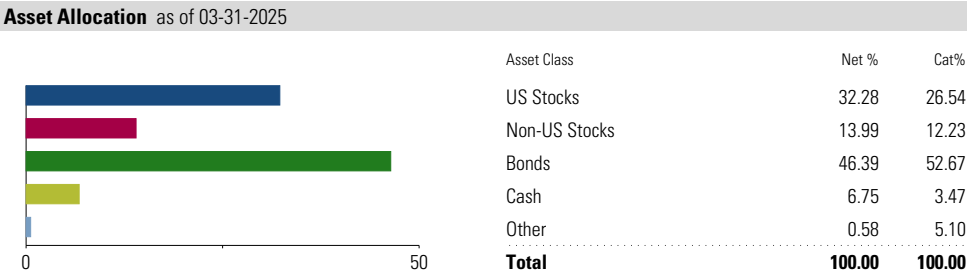 Asset Allocation as of 03-31-2025
Asset Class Net % Cat%
US Stocks 32.28 26.54
Non-US Stocks 13.99 12.23
Bonds 46.39 52.67
Cash 6.75 3.47
Other 0.58 5.10
0 50
Total 100.00 100.00